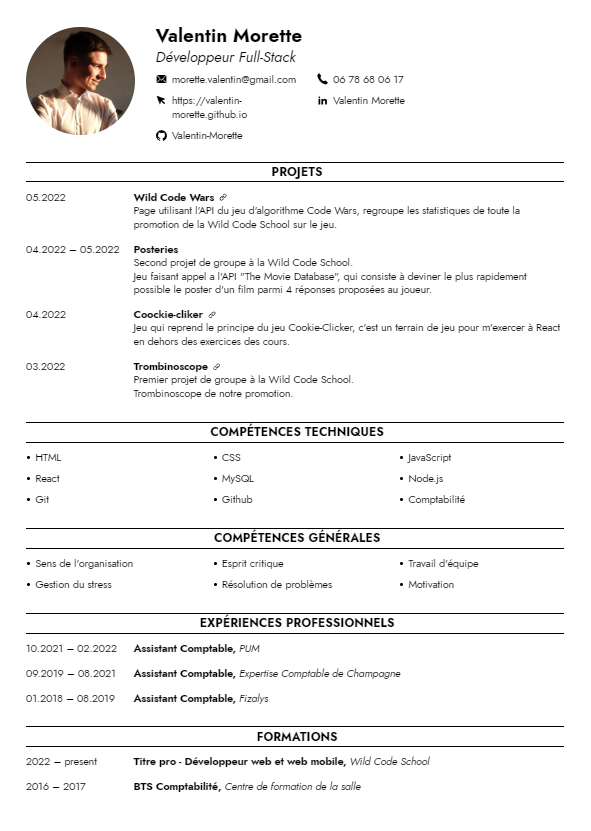 Valentin Morette
Développeur Full-Stack
morette.valentin@gmail.com 06 78 68 06 17
https://valentin-
morette.github.io
Valentin Morette
Valentin-Morette
PROJETS
05.2022 Wild Code Wars
Page utilisant l'API du jeu d'algorithme Code Wars, regroupe les statistiques de toute la
promotion de la Wild Code School sur le jeu.
04.2022 – 05.2022 Posteries
Second projet de groupe à la Wild Code School.
Jeu faisant appel a l'API "The Movie Database", qui consiste à deviner le plus rapidement
possible le poster d'un film parmi 4 réponses proposées au joueur.
04.2022 Coockie-cliker
Jeu qui reprend le principe du jeu Cookie-Clicker, c'est un terrain de jeu pour m'exercer à React
en dehors des exercices des cours.
03.2022 Trombinoscope
Premier projet de groupe à la Wild Code School.
Trombinoscope de notre promotion.
COMPÉTENCES TECHNIQUES
• HTML • CSS • JavaScript
• React • MySQL • Node.js
• Git • Github • Comptabilité
COMPÉTENCES GÉNÉRALES
• Sens de l'organisation • Esprit critique • Travail d'équipe
• Gestion du stress • Résolution de problèmes • Motivation
EXPÉRIENCES PROFESSIONNELS
10.2021 – 02.2022 Assistant Comptable, PUM
09.2019 – 08.2021 Assistant Comptable, Expertise Comptable de Champagne
01.2018 – 08.2019 Assistant Comptable, Fizalys
FORMATIONS
2022 – present Titre pro - Développeur web et web mobile, Wild Code School
2016 – 2017 BTS Comptabilité, Centre de formation de la salle